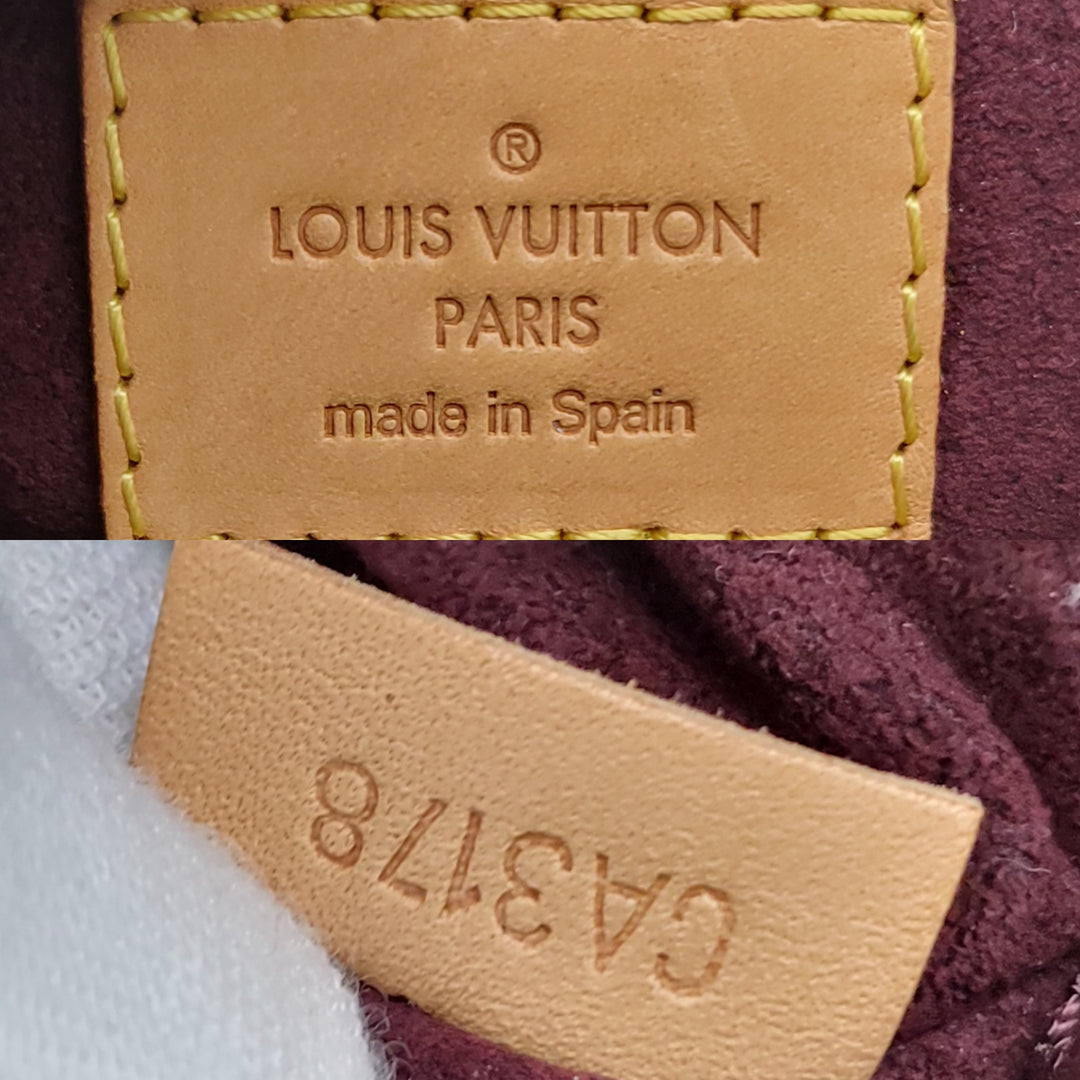 ®
LOUIS VUITTON
PARIS
made in Spain
CA3178